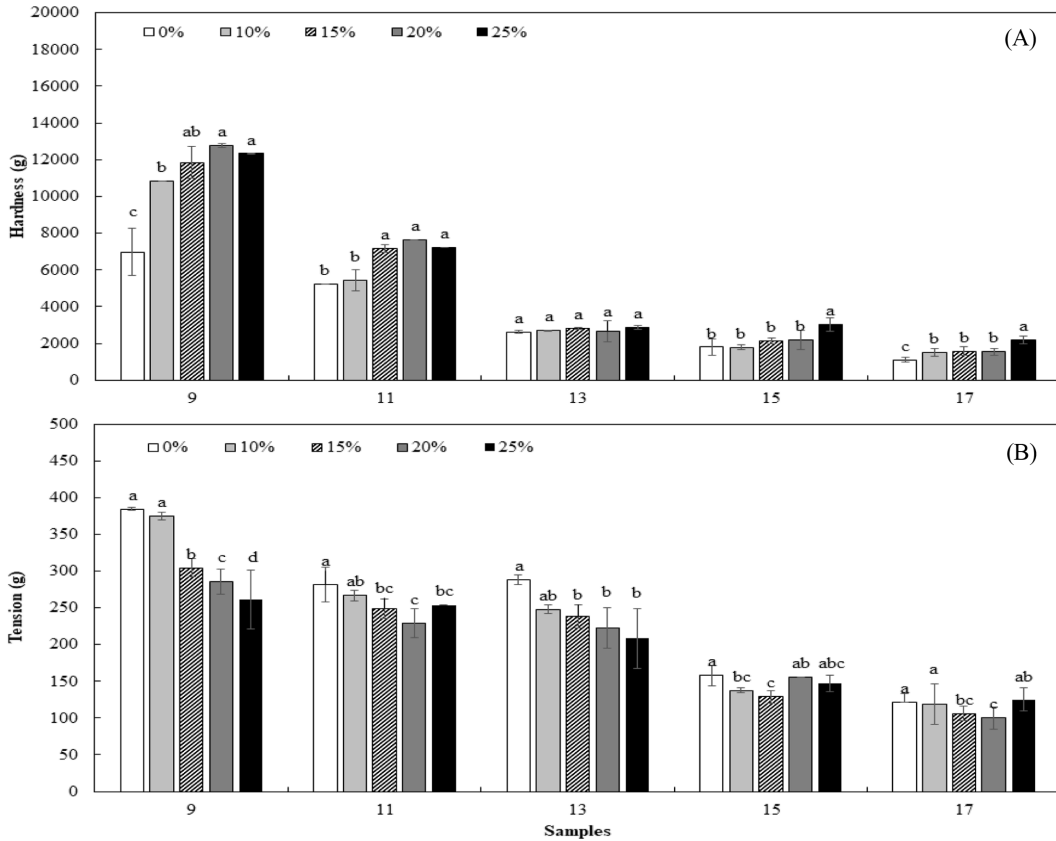 20000
18000
16000
14000
12000
10000
8000
6000
4000
2000
0
Hardness (g)
0% 10% 15% 20% 25%
(A)
c b ab a a
b b a a a
a a a a a
b b b b a
c b b b a
9 11 13 15 17
500
450
400
350
300
250
200
150
100
50
0
Tension (g)
0% 10% 15% 20% 25%
(B)
a a b c d
a ab bc c bc
a ab b b b
a bc c ab abc
a a bc c ab
9 11 13 15 17
Samples